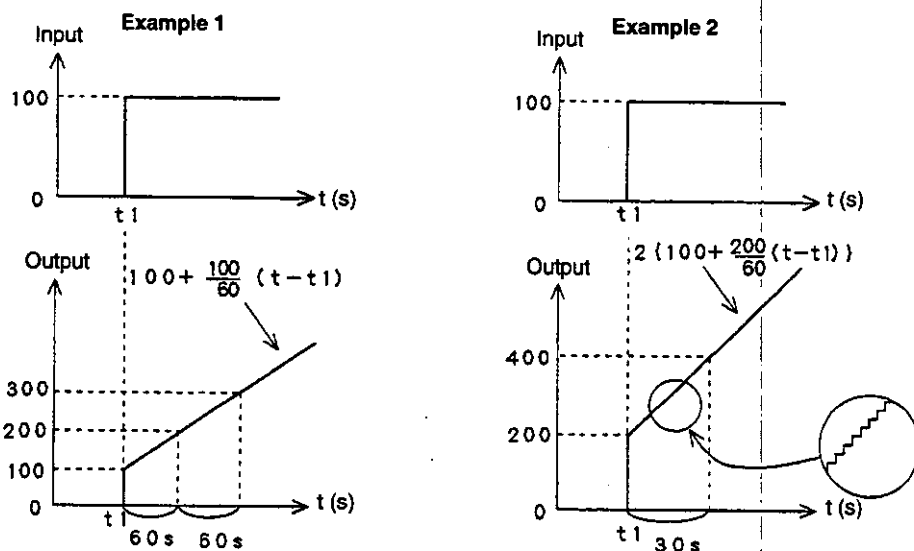 Example 1
Input
100
0
t1
t (s)
Output
100+ 100/60 (t−t1)
300
200
100
0
t1
60s
60s
t (s)
Example 2
Input
100
0
t1
t (s)
Output
2 {100+ 200/60 (t−t1)}
400
200
0
t1
30s
t (s)